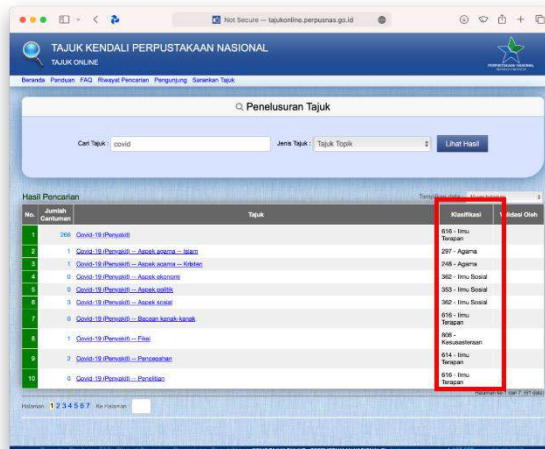 Not Secure — tajukonline.perpusnas.go.id
TAJUK KENDALI PERPUSTAKAAN NASIONAL
TAJUK ONLINE
Beranda Panduan FAQ Riwayat Pencarian Pengunjung Sarankan Tajuk
Penelusuran Tajuk
Cari Tajuk : covid Jenis Tajuk : Tajuk Topik Lihat Hasil
Hasil Pencarian
No. Jumlah Cantuman Tajuk Klasifikasi Validasi Oleh
1 266 Covid-19 (Penyakit) 616 - Ilmu Terapan
2 1 Covid-19 (Penyakit) -- Aspek agama -- Islam 297 - Agama
3 1 Covid-19 (Penyakit) -- Aspek agama -- Kristen 248 - Agama
4 0 Covid-19 (Penyakit) -- Aspek ekonomi 362 - Ilmu Sosial
5 0 Covid-19 (Penyakit) -- Aspek politik 353 - Ilmu Sosial
6 3 Covid-19 (Penyakit) -- Aspek sosial 362 - Ilmu Sosial
7 0 Covid-19 (Penyakit) -- Bacaan kanak-kanak 616 - Ilmu Terapan
8 1 Covid-19 (Penyakit) -- Fiksi 808 - Kesusasteraan
9 2 Covid-19 (Penyakit) -- Pencegahan 614 - Ilmu Terapan
10 0 Covid-19 (Penyakit) -- Penelitian 616 - Ilmu Terapan
Halaman 1 2 3 4 5 6 7 Ke Halaman